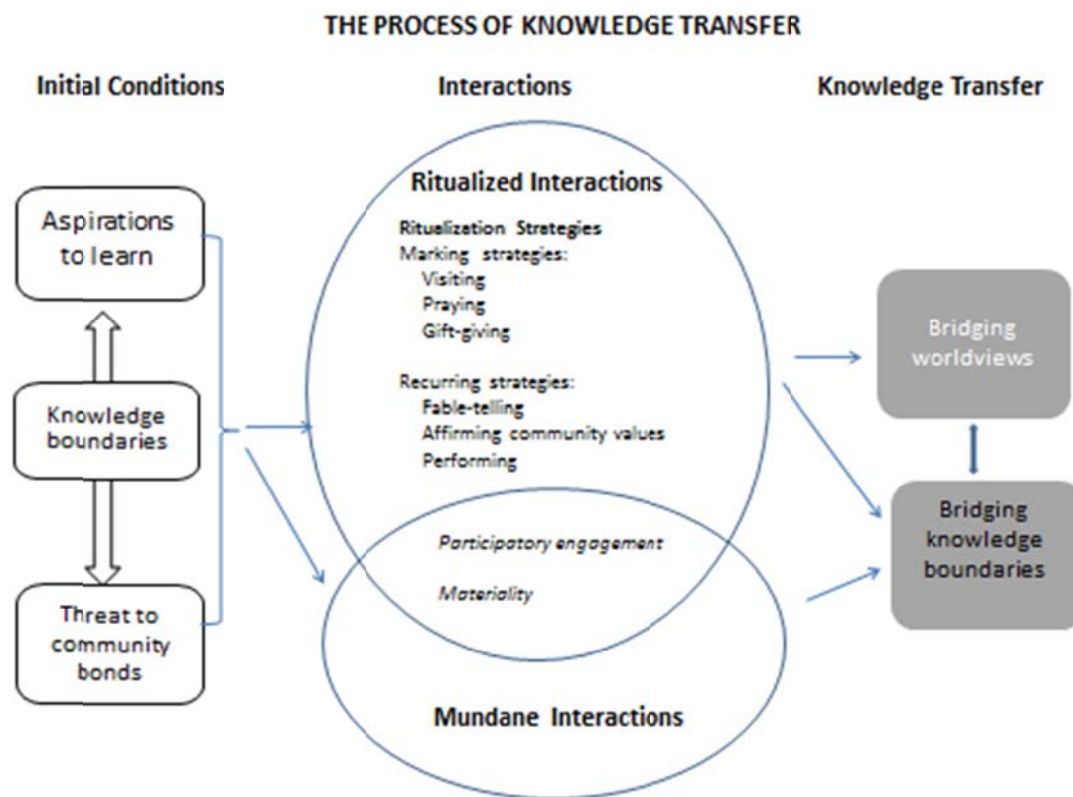 THE PROCESS OF KNOWLEDGE TRANSFER
Initial Conditions
Interactions
Knowledge Transfer
Aspirations
to learn
Knowledge
boundaries
Threat to
community
bonds
Ritualized Interactions
Ritualization Strategies
Marking strategies:
Visiting
Praying
Gift-giving
Recurring strategies:
Fable-telling
Affirming community values
Performing
Participatory engagement
Materiality
Mundane Interactions
Bridging
worldviews
Bridging
knowledge
boundaries